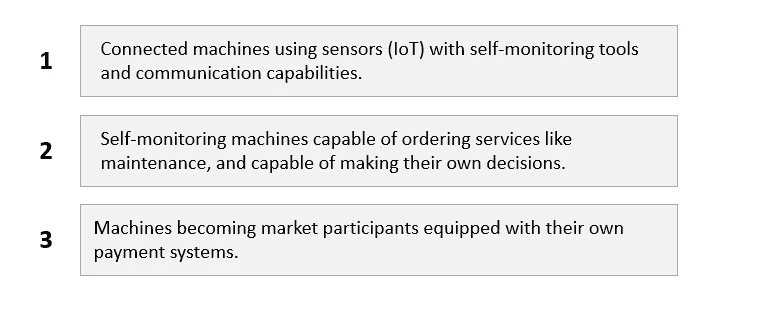 1
Connected machines using sensors (IoT) with self-monitoring tools
and communication capabilities.
2
Self-monitoring machines capable of ordering services like
maintenance, and capable of making their own decisions.
3
Machines becoming market participants equipped with their own
payment systems.